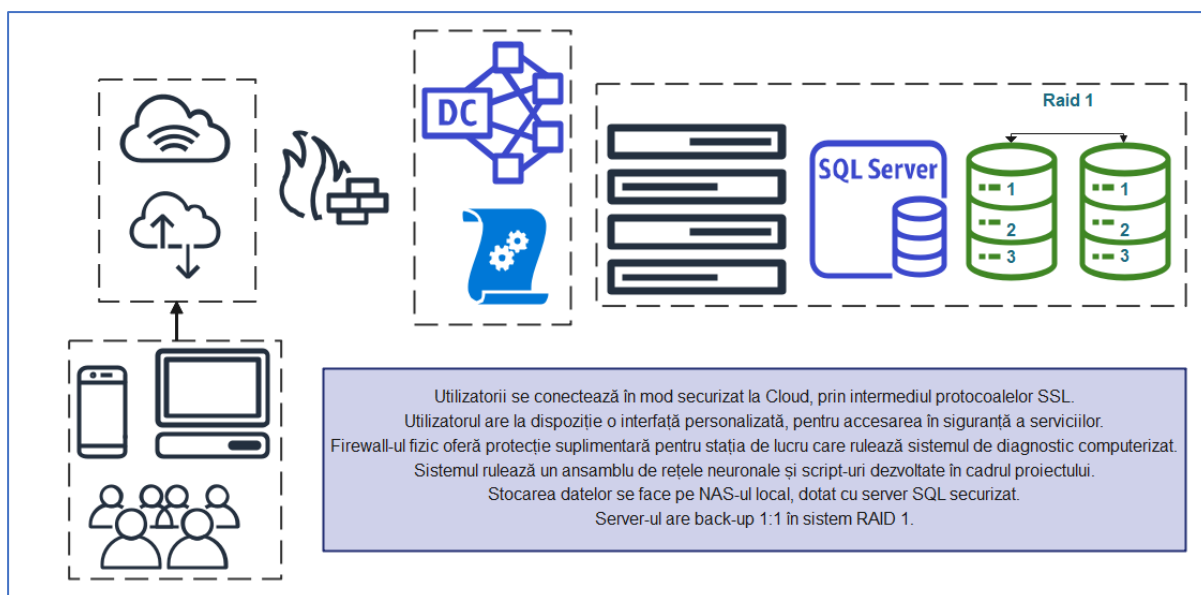 Raid 1
DC
SQL Server
1
1
2
2
3
3
Utilizatorii se conectează în mod securizat la Cloud, prin intermediul protocoalelor SSL.
Utilizatorul are la dispoziție o interfață personalizată, pentru accesarea în siguranță a serviciilor.
Firewall-ul fizic oferă protecție suplimentară pentru stația de lucru care rulează sistemul de diagnostic computerizat.
Sistemul rulează un ansamblu de rețele neuronale și script-uri dezvoltate în cadrul proiectului.
Stocarea datelor se face pe NAS-ul local, dotat cu server SQL securizat.
Server-ul are back-up 1:1 în sistem RAID 1.